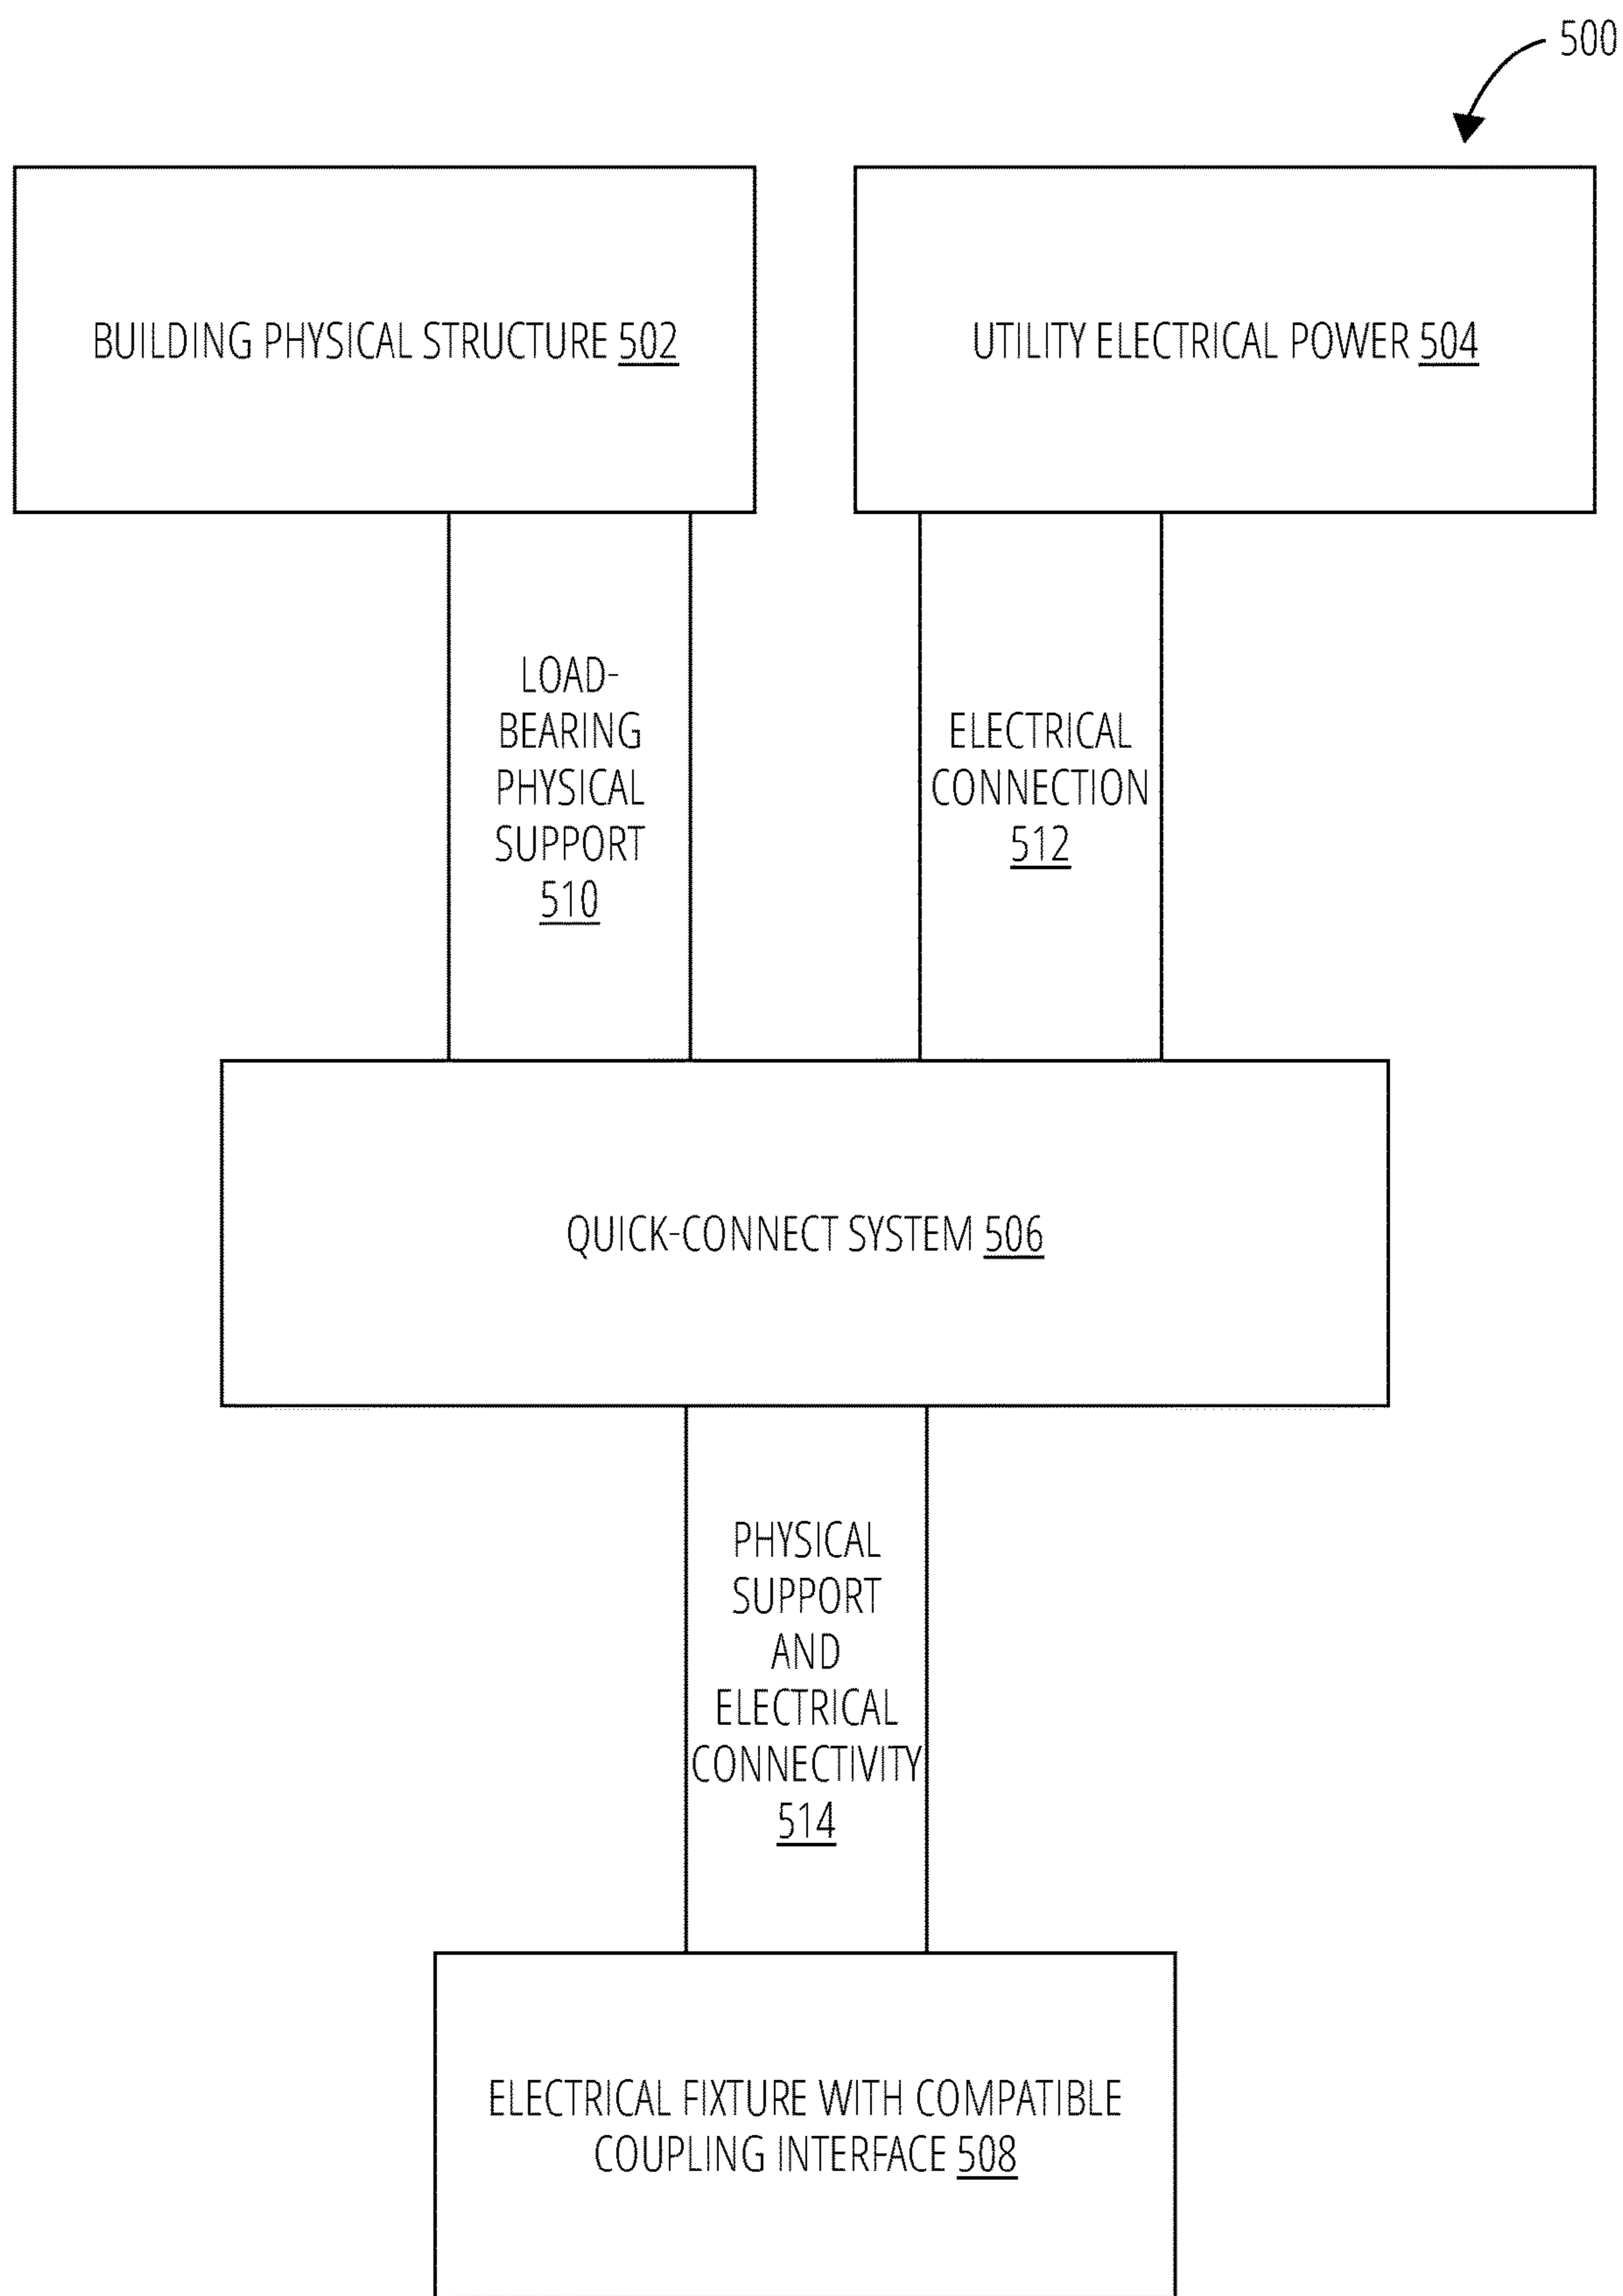 500
BUILDING PHYSICAL STRUCTURE 502
UTILITY ELECTRICAL POWER 504
LOAD-
BEARING
PHYSICAL
SUPPORT
510
ELECTRICAL
CONNECTION
512
QUICK-CONNECT SYSTEM 506
PHYSICAL
SUPPORT
AND
ELECTRICAL
CONNECTIVITY
514
ELECTRICAL FIXTURE WITH COMPATIBLE
COUPLING INTERFACE 508